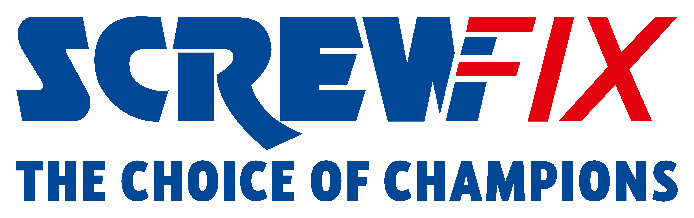 SCREWFIX
THE CHOICE OF CHAMPIONS